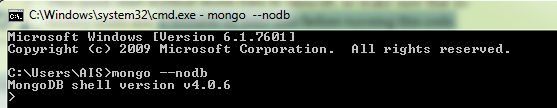 C:\Windows\system32\cmd.exe - mongo --nodb
Microsoft Windows [Version 6.1.7601]
Copyright (c) 2009 Microsoft Corporation. All rights reserved.
C:\Users\AIS>mongo --nodb
MongoDB shell version v4.0.6
>